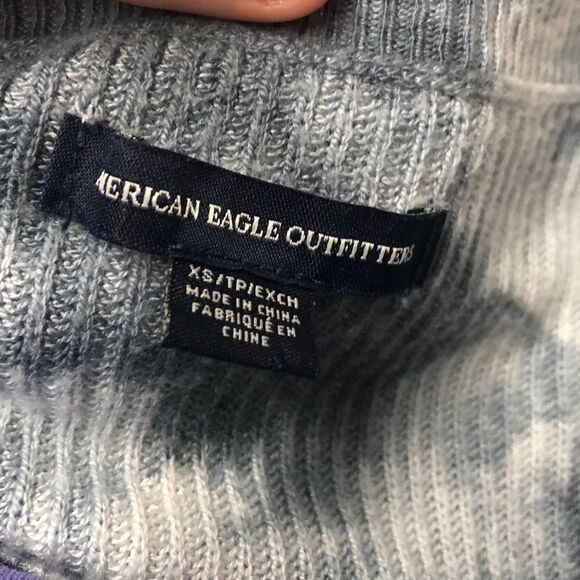 MERICAN EAGLE OUTFITTERS
XS/TP/EXCH
MADE IN CHINA
FABRIQUÉ EN
CHINE